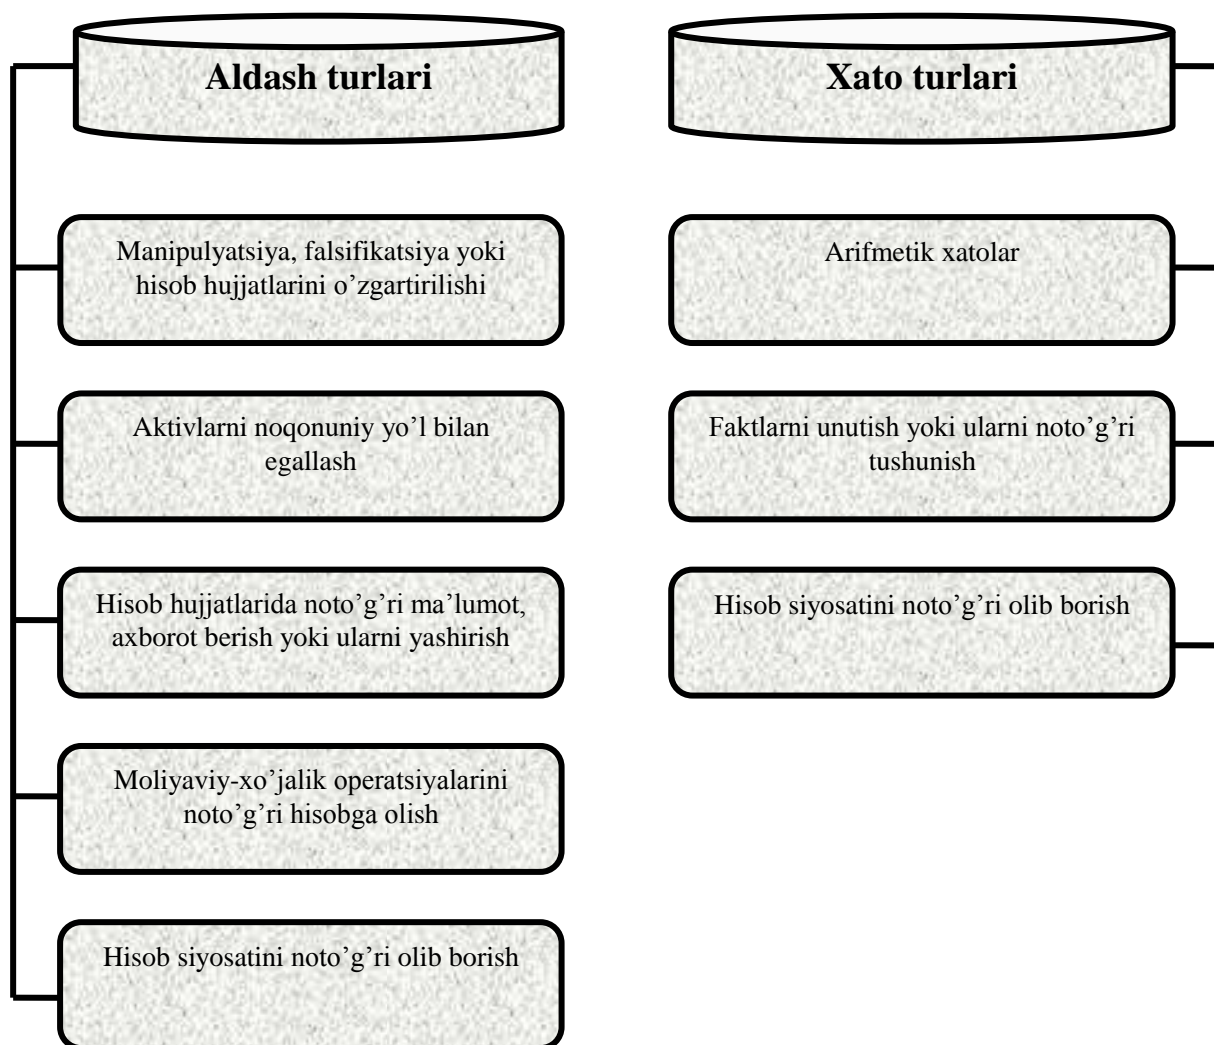 Aldash turlari
Manipulyatsiya, falsifikatsiya yoki
hisob hujjatlarini o’zgartirilishi
Aktivlarni noqonuniy yo’l bilan
egallash
Hisob hujjatlarida noto’g’ri ma’lumot,
axborot berish yoki ularni yashirish
Moliyaviy-xo’jalik operatsiyalarini
noto’g’ri hisobga olish
Hisob siyosatini noto’g’ri olib borish
Xato turlari
Arifmetik xatolar
Faktlarni unutish yoki ularni noto’g’ri
tushunish
Hisob siyosatini noto’g’ri olib borish